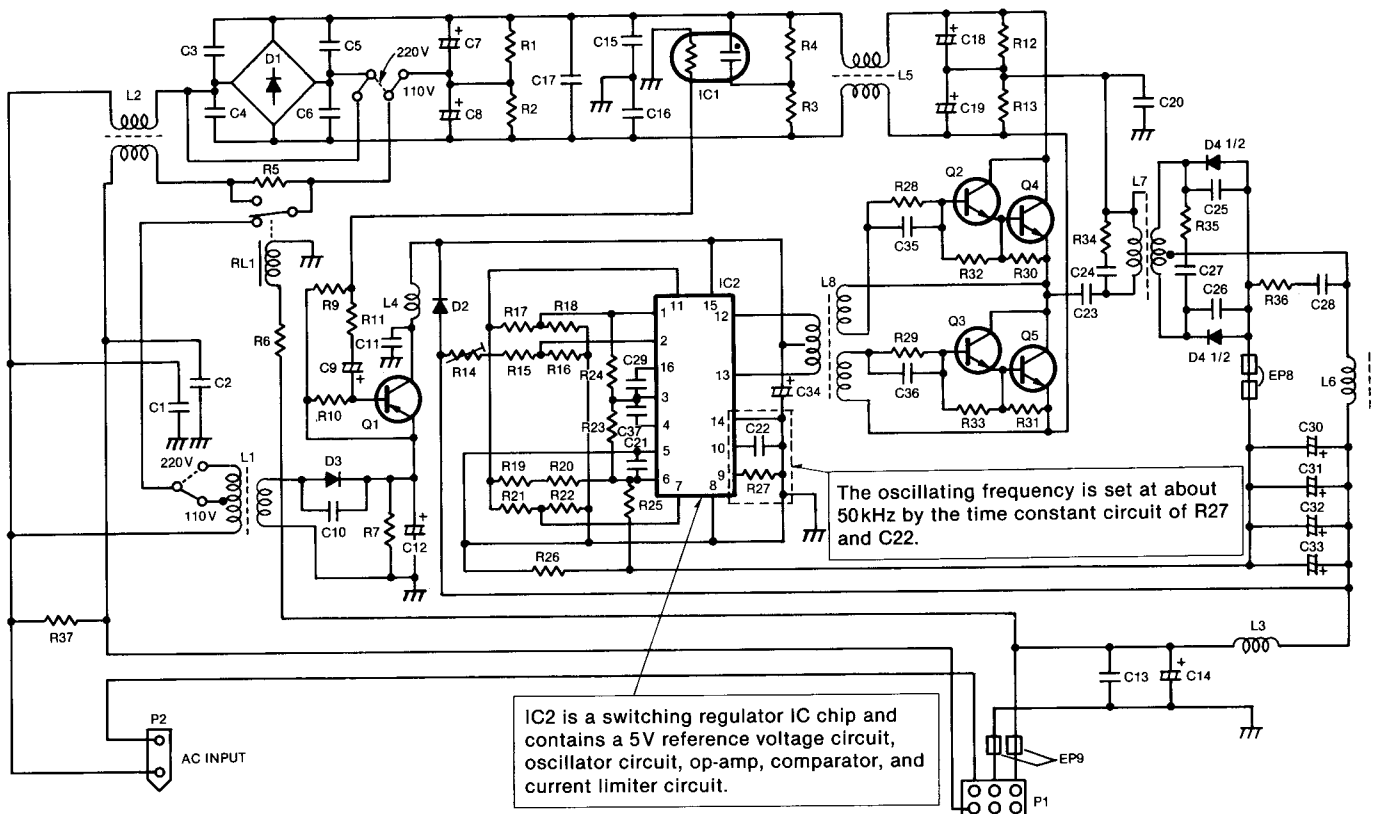 C3
C5
C7
R1
C15
R4
C18
R12
D1
220V
110V
C17
IC1
L5
L2
C4
C6
C8
R2
C16
R3
C19
R13
C20
R5
D4 1/2
Q2
Q4
L7
R28
C25
C35
R35
R34
RL1
IC2
R32
R30
C24
C27
R9
L4
D2
R17
R18
11
15
L8
C26
R36
C28
R11
1
12
C23
R6
C11
2
Q3
Q5
D4 1/2
C29
R29
C9
R14
R15
R16
R24
16
3
13
C34
C36
EP8
L6
C2
R10
C37
4
14
C1
Q1
R23
C21
5
C22
10
R33
R31
C30
220V
L1
D3
R19
R20
6
9
R27
C31
110V
R21
R22
7
8
C10
R7
C12
R25
C32
R26
C33
The oscillating frequency is set at about
50kHz by the time constant circuit of R27
and C22.
R37
L3
C13
C14
P2
AC INPUT
IC2 is a switching regulator IC chip and
contains a 5V reference voltage circuit,
oscillator circuit, op-amp, comparator, and
current limiter circuit.
EP9
P1